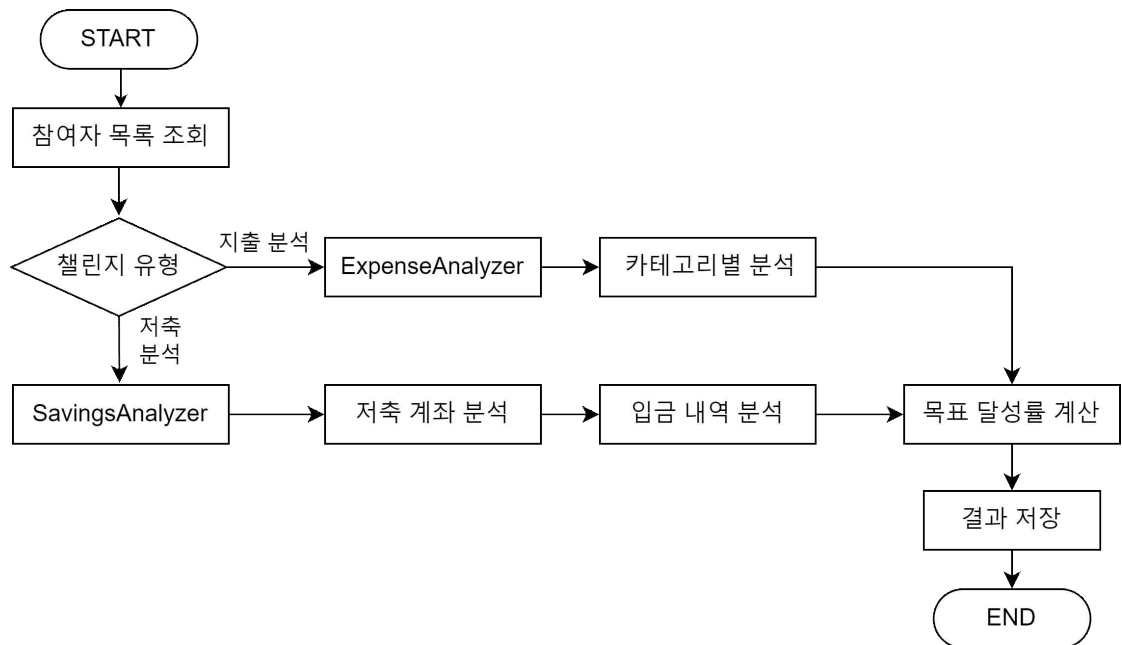 START
참여자 목록 조회
챌린지 유형
지출 분석
ExpenseAnalyzer
카테고리별 분석
저축
분석
SavingsAnalyzer
저축 계좌 분석
입금 내역 분석
목표 달성률 계산
결과 저장
END